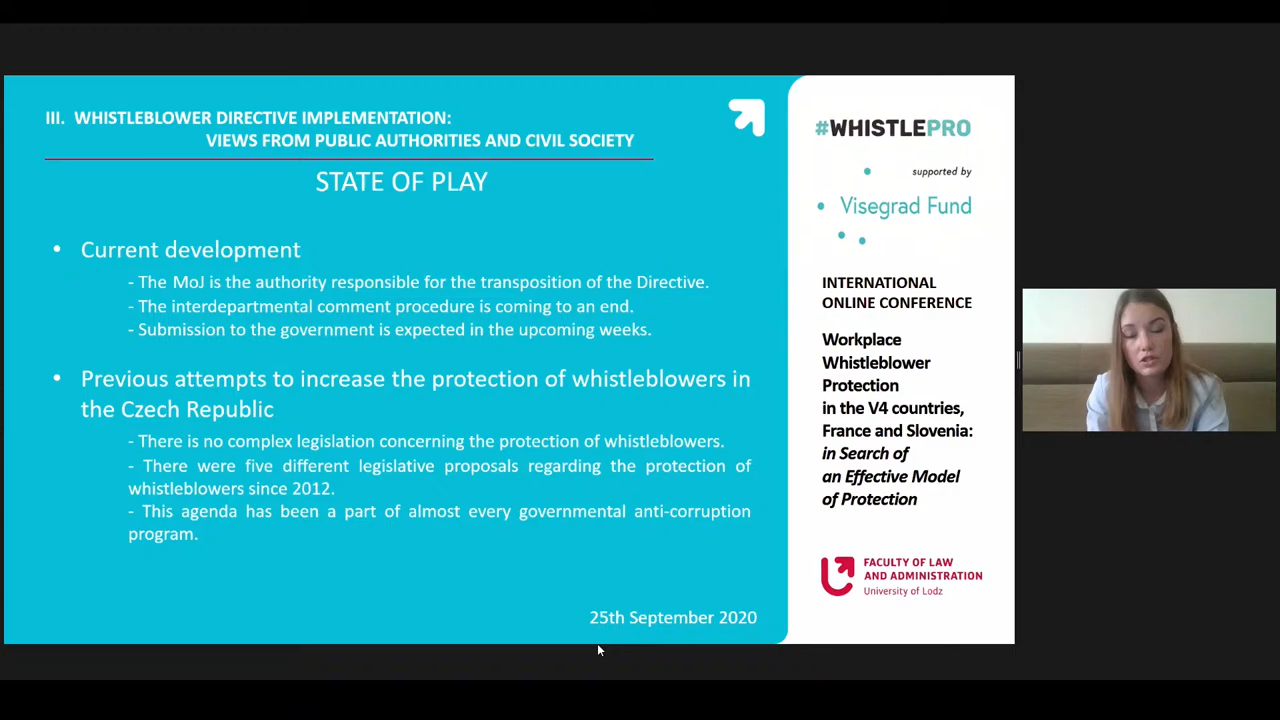 III. WHISTLEBLOWER DIRECTIVE IMPLEMENTATION:
VIEWS FROM PUBLIC AUTHORITIES AND CIVIL SOCIETY
STATE OF PLAY
• Current development
- The MoJ is the authority responsible for the transposition of the Directive.
- The interdepartmental comment procedure is coming to an end.
- Submission to the government is expected in the upcoming weeks.
• Previous attempts to increase the protection of whistleblowers in
the Czech Republic
- There is no complex legislation concerning the protection of whistleblowers.
- There were five different legislative proposals regarding the protection of
whistleblowers since 2012.
- This agenda has been a part of almost every governmental anti-corruption
program.
25th September 2020
#WHISTLEPRO
supported by
Visegrad Fund
INTERNATIONAL
ONLINE CONFERENCE
Workplace
Whistleblower
Protection
in the V4 countries,
France and Slovenia:
in Search of
an Effective Model
of Protection
FACULTY OF LAW
AND ADMINISTRATION
University of Lodz